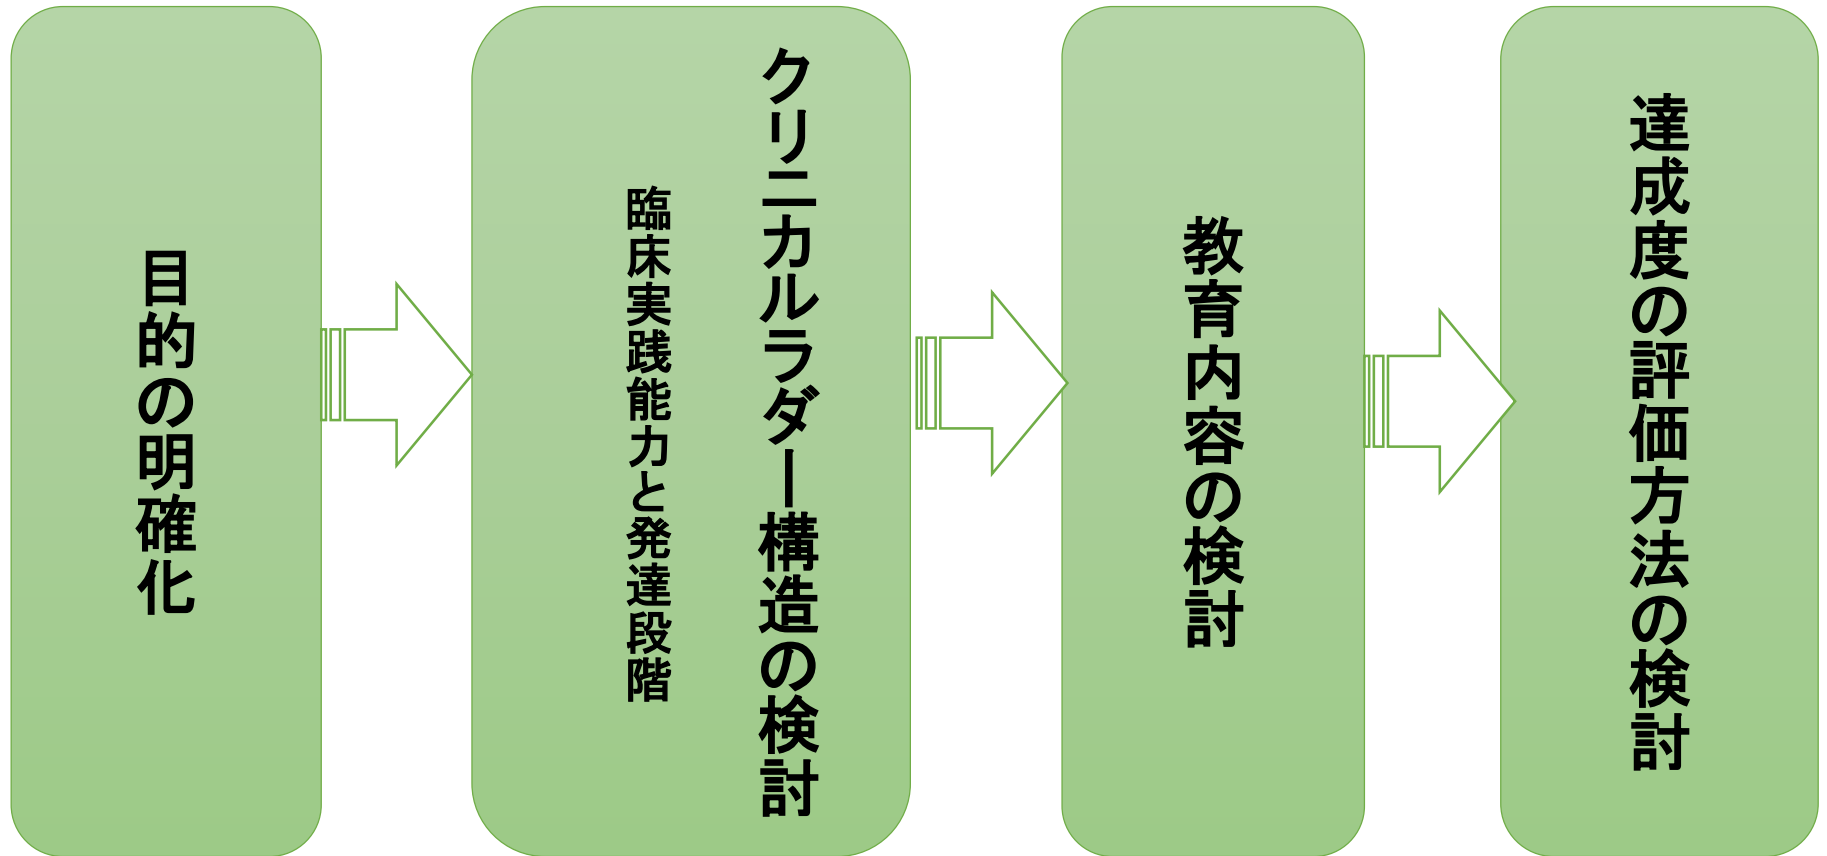 目的の明確化
クリニカルラダー構造の検討
臨床実践能力と発達段階
教育内容の検討
達成度の評価方法の検討